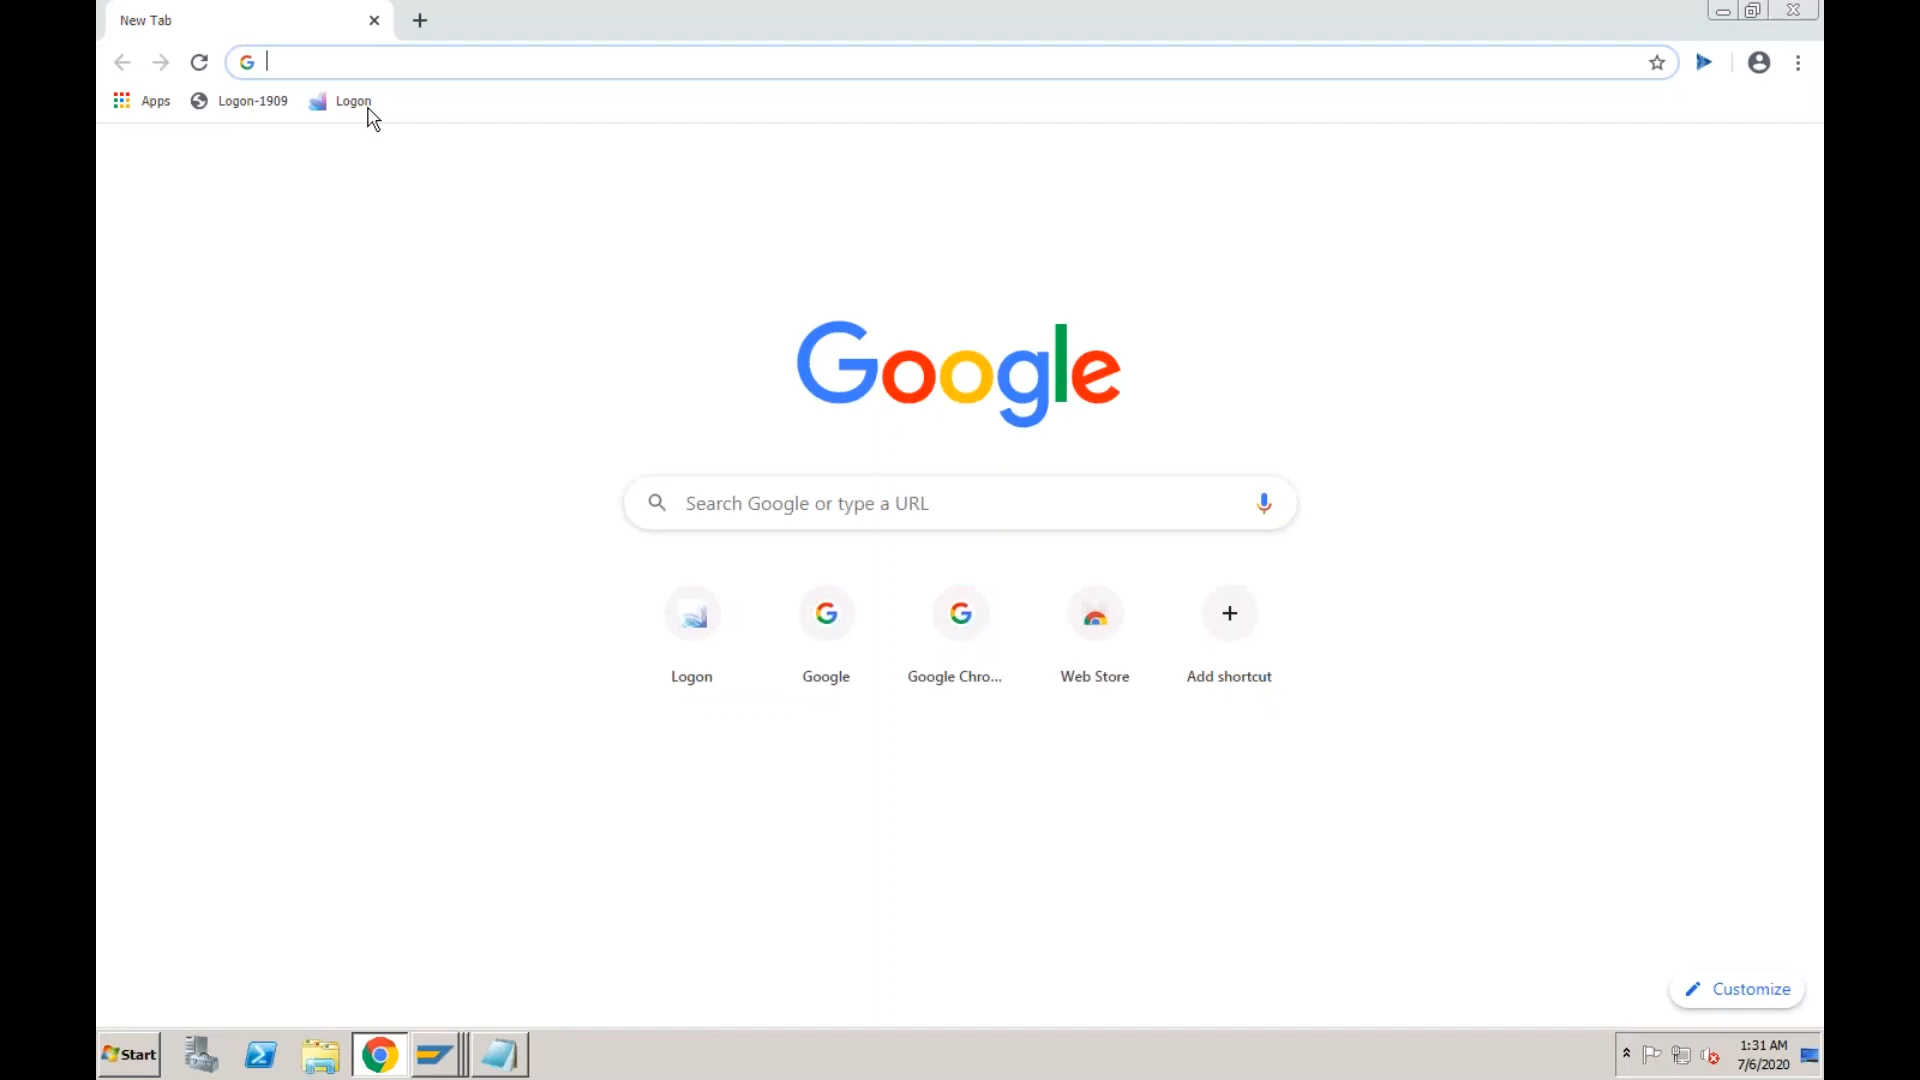 New Tab
Apps
Logon-1909
Logon
Google
Search Google or type a URL
Logon
Google
Google Chro...
Web Store
Add shortcut
Customize
Start
1:31 AM
7/6/2020